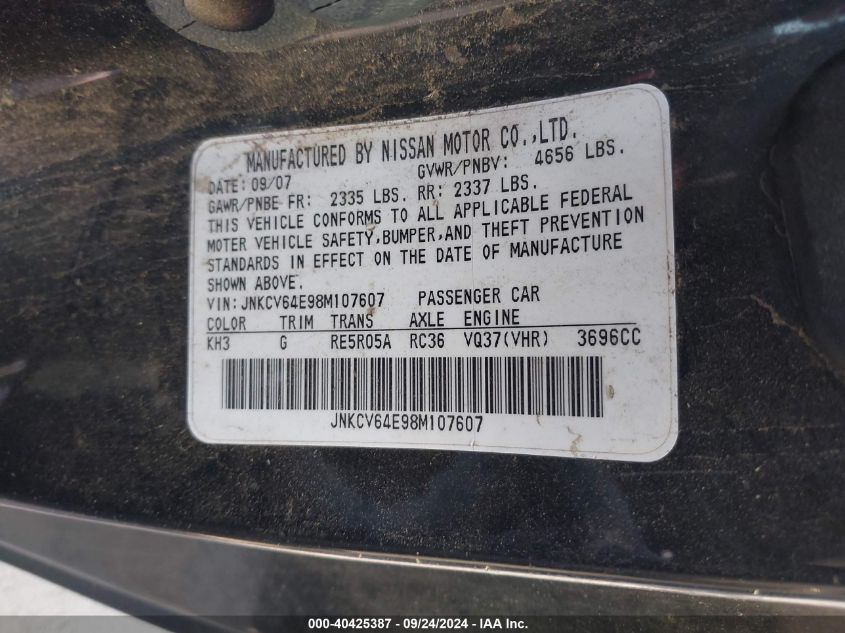 MANUFACTURED BY NISSAN MOTOR CO.,LTD.
DATE: 09/07 GVWR/PNBV: 4656 LBS.
GAWR/PNBE FR: 2335 LBS. RR: 2337 LBS.
THIS VEHICLE CONFORMS TO ALL APPLICABLE FEDERAL
MOTER VEHICLE SAFETY,BUMPER,AND THEFT PREVENTION
STANDARDS IN EFFECT ON THE DATE OF MANUFACTURE
SHOWN ABOVE.
VIN: JNKCV64E98M107607 PASSENGER CAR
COLOR TRIM TRANS AXLE ENGINE
KH3 G RE5R05A RC36 VQ37(VHR) 3696CC
JNKCV64E98M107607
000-40425387 - 09/24/2024 - IAAI Inc.